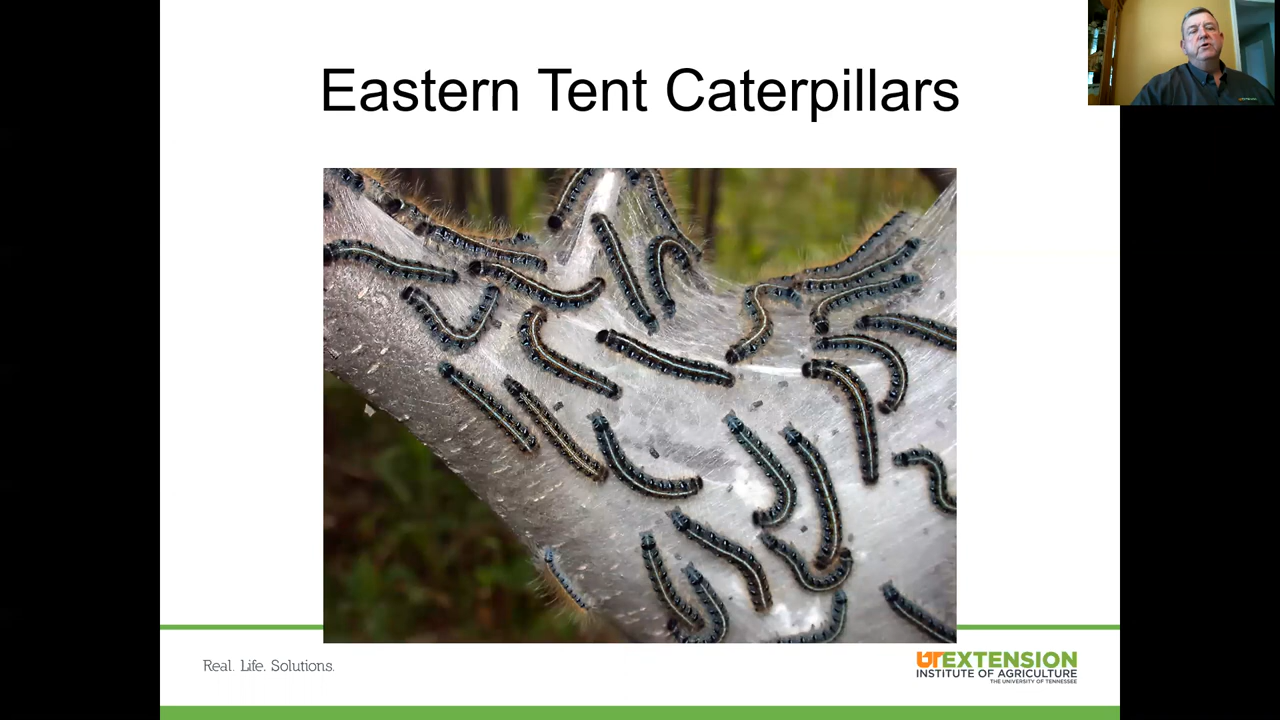 Eastern Tent Caterpillars
Real. Life. Solutions.
UTEXTENSION
INSTITUTE OF AGRICULTURE
THE UNIVERSITY OF TENNESSEE